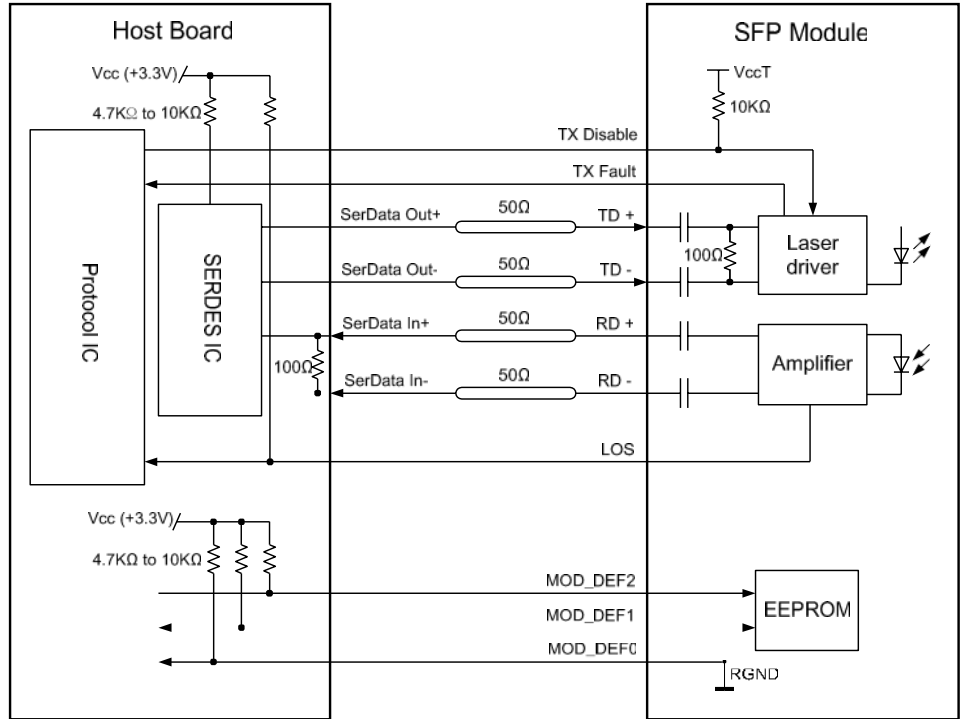 Host Board
SFP Module
Vcc (+3.3V)
VccT
4.7KΩ to 10KΩ
10KΩ
TX Disable
TX Fault
SerData Out+
50Ω
TD +
Laser
driver
100Ω
SerData Out-
50Ω
TD -
Protocol IC
SERDES IC
SerData In+
50Ω
RD +
100Ω
Amplifier
SerData In-
50Ω
RD -
LOS
Vcc (+3.3V)
4.7KΩ to 10KΩ
MOD_DEF2
EEPROM
MOD_DEF1
MOD_DEF0
RGND